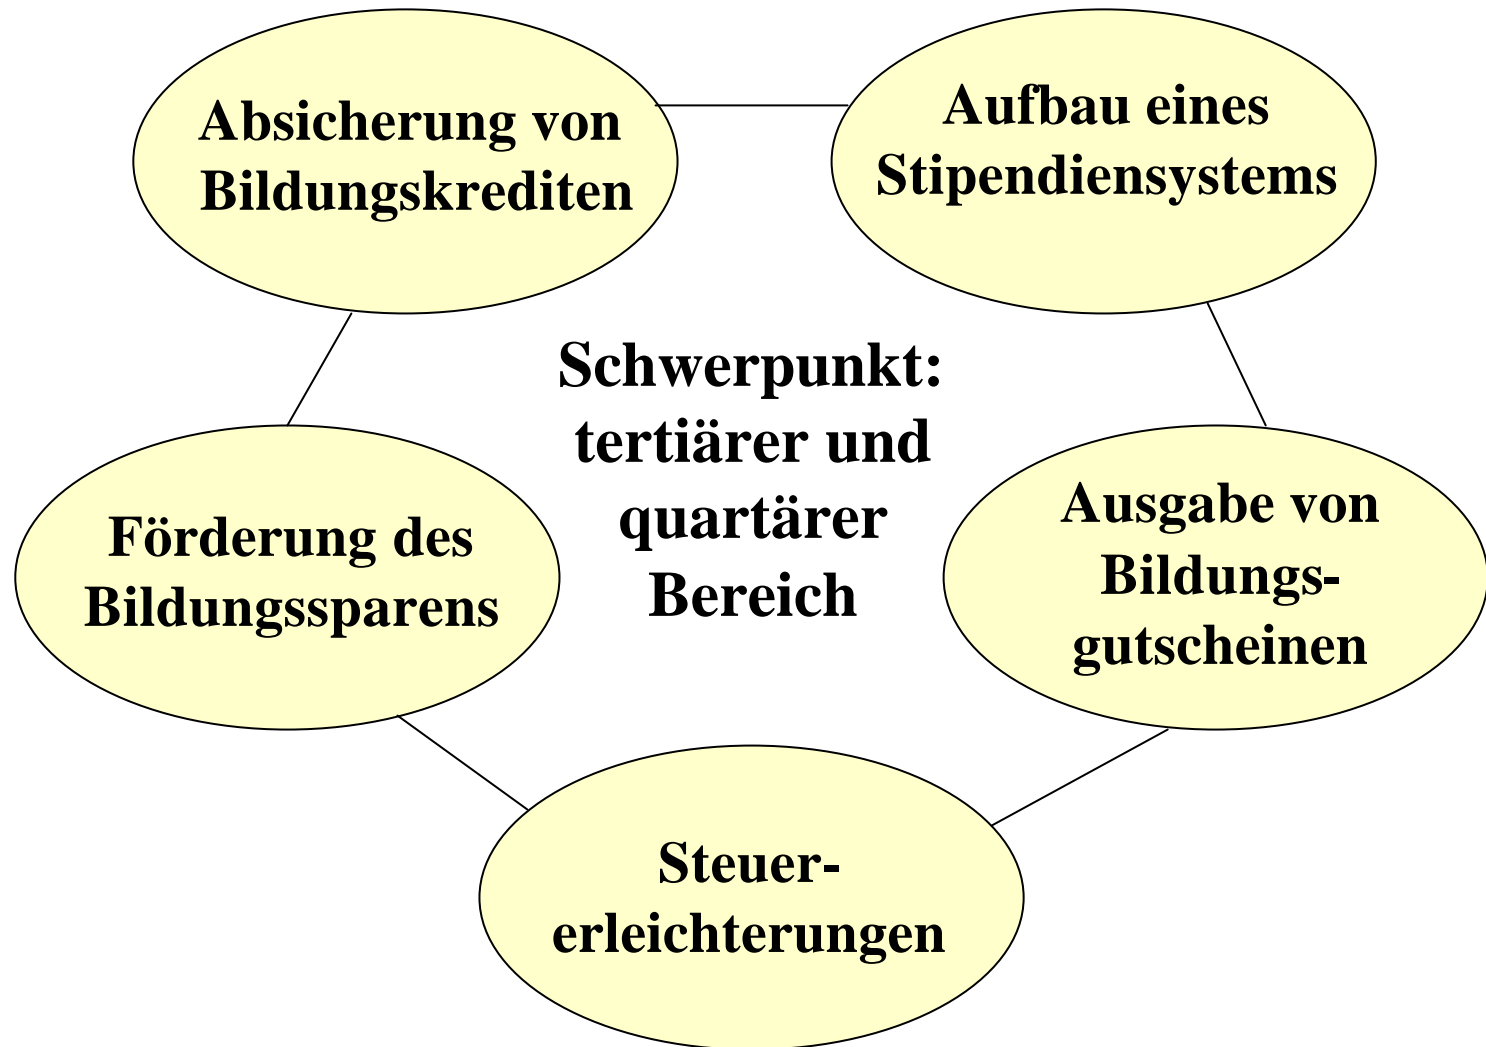 Absicherung von
Bildungskrediten
Aufbau eines
Stipendiensystems
Schwerpunkt:
tertiärer und
quartärer
Bereich
Förderung des
Bildungssparens
Ausgabe von
Bildungs-
gutscheinen
Steuer-
erleichterungen